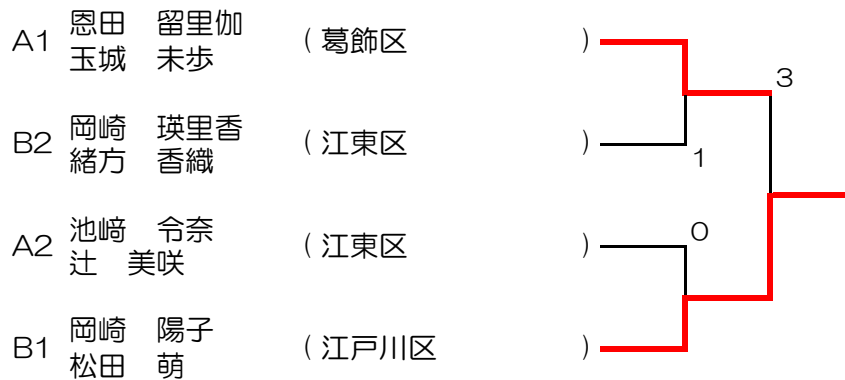 A1 恩田 留里伽
玉城 未歩
( 葛飾区 )
3
B2 岡崎 瑛里香
緒方 香織
( 江東区 )
1
A2 池﨑 令奈
辻 美咲
( 江東区 )
0
B1 岡崎 陽子
松田 萌
( 江戸川区 )